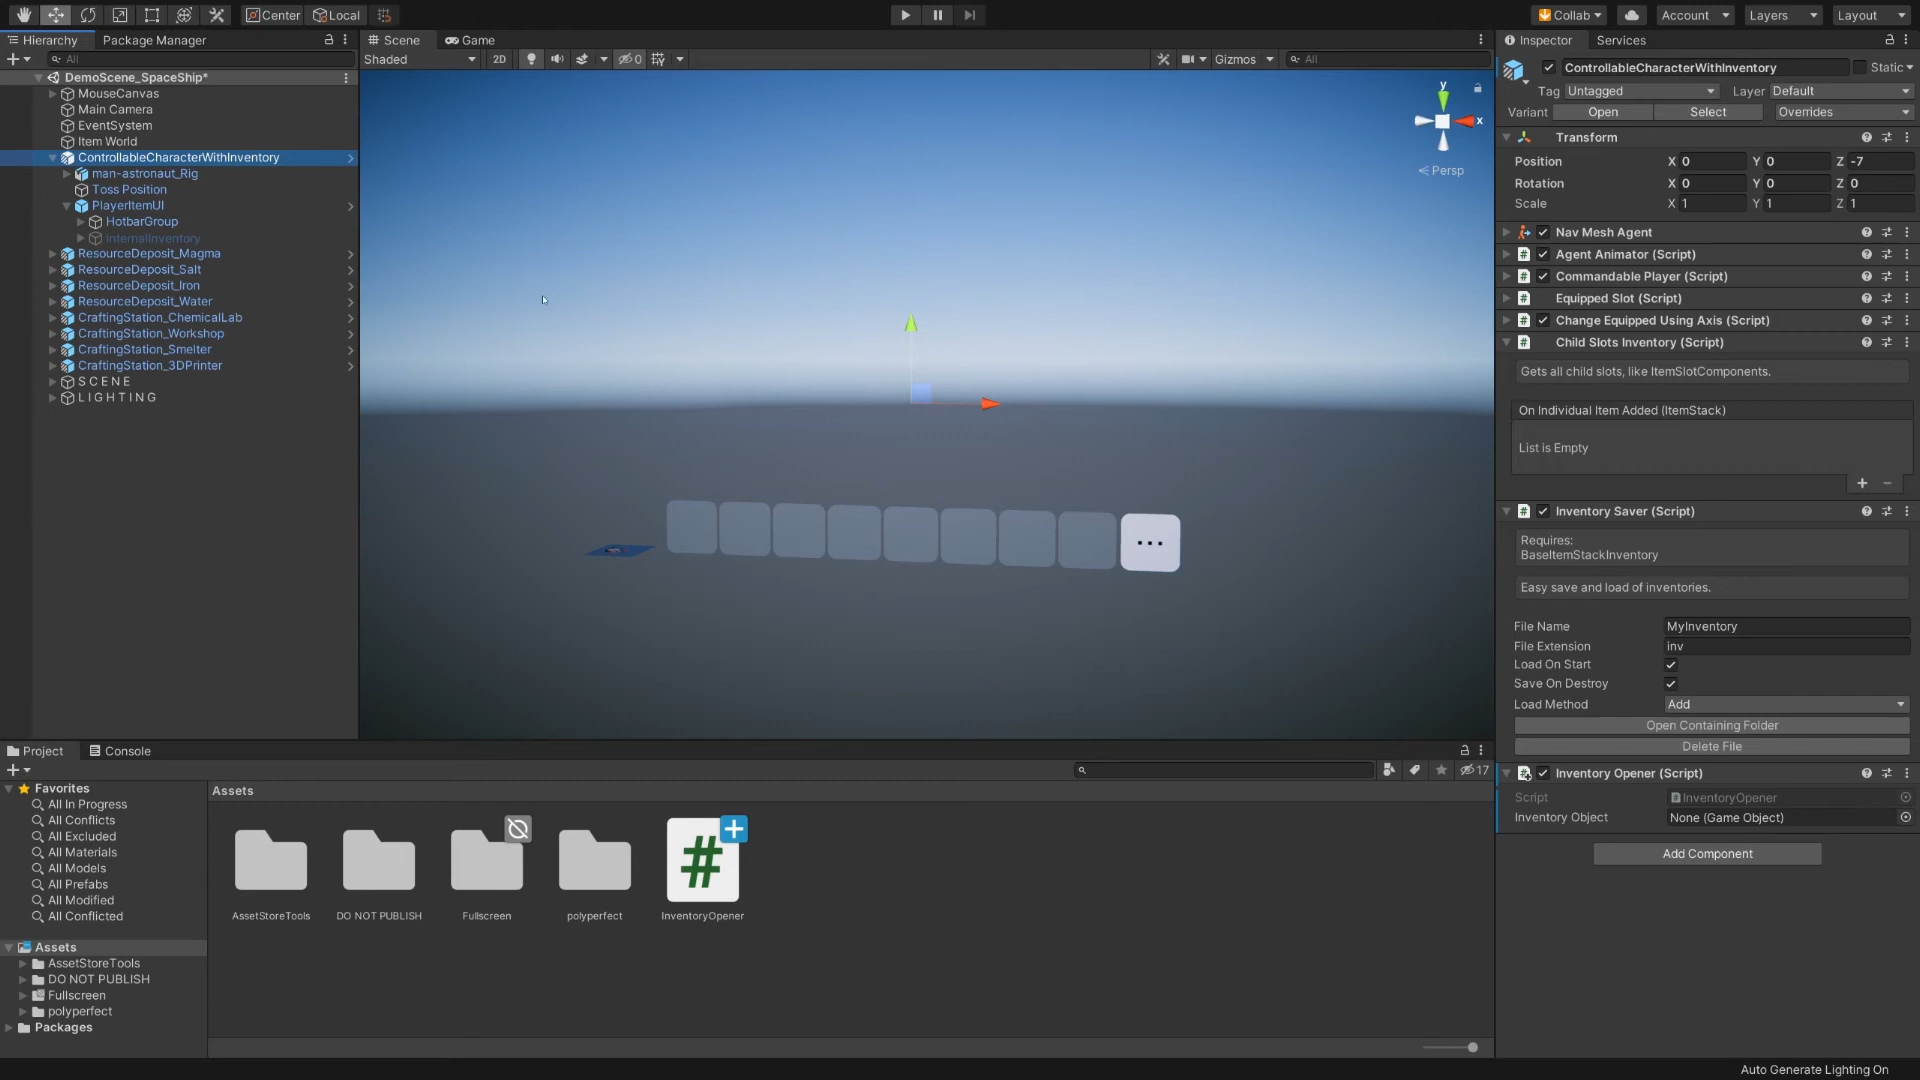 Center
Local
Collab
Account
Layers
Layout
Hierarchy
Package Manager
All
DemoScene_SpaceShip*
MouseCanvas
Main Camera
EventSystem
Item World
ControllableCharacterWithInventory
man-astronaut_Rig
Toss Position
PlayerItemUI
HotbarGroup
InternalInventory
ResourceDeposit_Magma
ResourceDeposit_Salt
ResourceDeposit_Iron
ResourceDeposit_Water
CraftingStation_ChemicalLab
CraftingStation_Workshop
CraftingStation_Smelter
CraftingStation_3DPrinter
S C E N E
L I G H T I N G
Scene
Game
Shaded
2D
0
Gizmos
All
y
x
Persp
...
Inspector
Services
ControllableCharacterWithInventory
Static
Tag Untagged
Layer Default
Variant Open Select Overrides
Transform
Position X 0 Y 0 Z -7
Rotation X 0 Y 0 Z 0
Scale X 1 Y 1 Z 1
Nav Mesh Agent
Agent Animator (Script)
Commandable Player (Script)
Equipped Slot (Script)
Change Equipped Using Axis (Script)
Child Slots Inventory (Script)
Gets all child slots, like ItemSlotComponents.
On Individual Item Added (ItemStack)
List is Empty
Inventory Saver (Script)
Requires:
BaseItemStackInventory
Easy save and load of inventories.
File Name MyInventory
File Extension inv
Load On Start
Save On Destroy
Load Method Add
Open Containing Folder
Delete File
Inventory Opener (Script)
Script InventoryOpener
Inventory Object None (Game Object)
Add Component
Project
Console
17
Favorites
All In Progress
All Conflicts
All Excluded
All Materials
All Models
All Prefabs
All Modified
All Conflicted
Assets
AssetStoreTools
DO NOT PUBLISH
Fullscreen
polyperfect
Packages
Assets
AssetStoreTools
DO NOT PUBLISH
Fullscreen
polyperfect
#
InventoryOpener
Auto Generate Lighting On